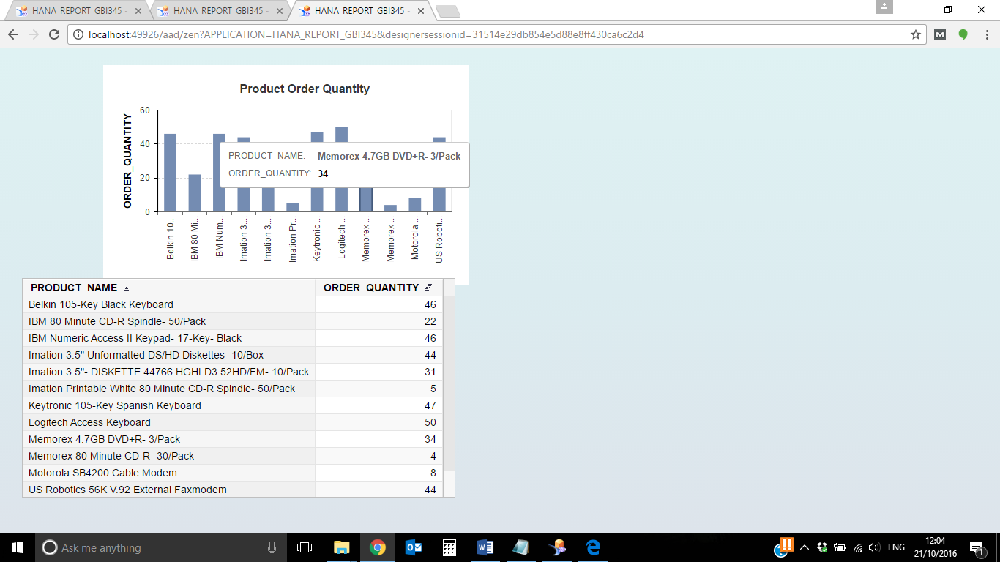 HANA_REPORT_GBI345 - HANA_REPORT_GBI345 - HANA_REPORT_GBI345 -
localhost:49926/aad/zen?APPLICATION=HANA_REPORT_GBI345&designersessionid=31514e29db854e5d88e8ff430ca6c2d4
Product Order Quantity
ORDER_QUANTITY
60
40
20
0
PRODUCT_NAME: Memorex 4.7GB DVD+R- 3/Pack
ORDER_QUANTITY: 34
Belkin 10...
IBM 80 Mi...
IBM Num...
Imation 3....
Imation 3....
Imation Pr...
Keytronic ...
Logitech ...
Memorex ...
Memorex ...
Motorola ...
US Roboti...
PRODUCT_NAME ORDER_QUANTITY
Belkin 105-Key Black Keyboard 46
IBM 80 Minute CD-R Spindle- 50/Pack 22
IBM Numeric Access II Keypad- 17-Key- Black 46
Imation 3.5" Unformatted DS/HD Diskettes- 10/Box 44
Imation 3.5"- DISKETTE 44766 HGHLD3.52HD/FM- 10/Pack 31
Imation Printable White 80 Minute CD-R Spindle- 50/Pack 5
Keytronic 105-Key Spanish Keyboard 47
Logitech Access Keyboard 50
Memorex 4.7GB DVD+R- 3/Pack 34
Memorex 80 Minute CD-R- 30/Pack 4
Motorola SB4200 Cable Modem 8
US Robotics 56K V.92 External Faxmodem 44
Ask me anything
ENG
12:04
21/10/2016
1